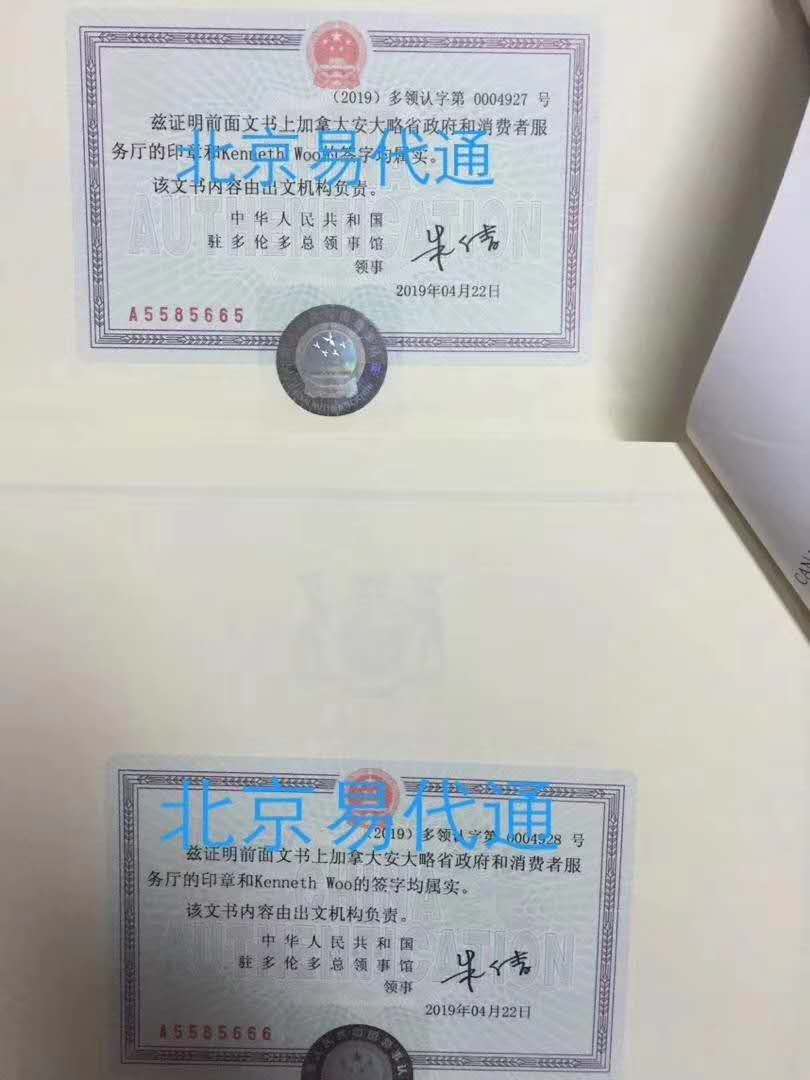 (2019) 多领认字第 0004927 号
兹证明前面文书上加拿大安大略省政府和消费者服
务厅的印章和Kenneth Woo的签字均属实。
北京易代通
该文书内容由出文机构负责。
AUTHENTICATION
中华人民共和国
驻多伦多总领事馆
领事
2019年04月22日
A5585665
CAN
北京易代通
(2019) 多领认字第 0004928 号
兹证明前面文书上加拿大安大略省政府和消费者服
务厅的印章和Kenneth Woo的签字均属实。
该文书内容由出文机构负责。
AUTHENTICATION
中华人民共和国
驻多伦多总领事馆
领事
2019年04月22日
A5585666